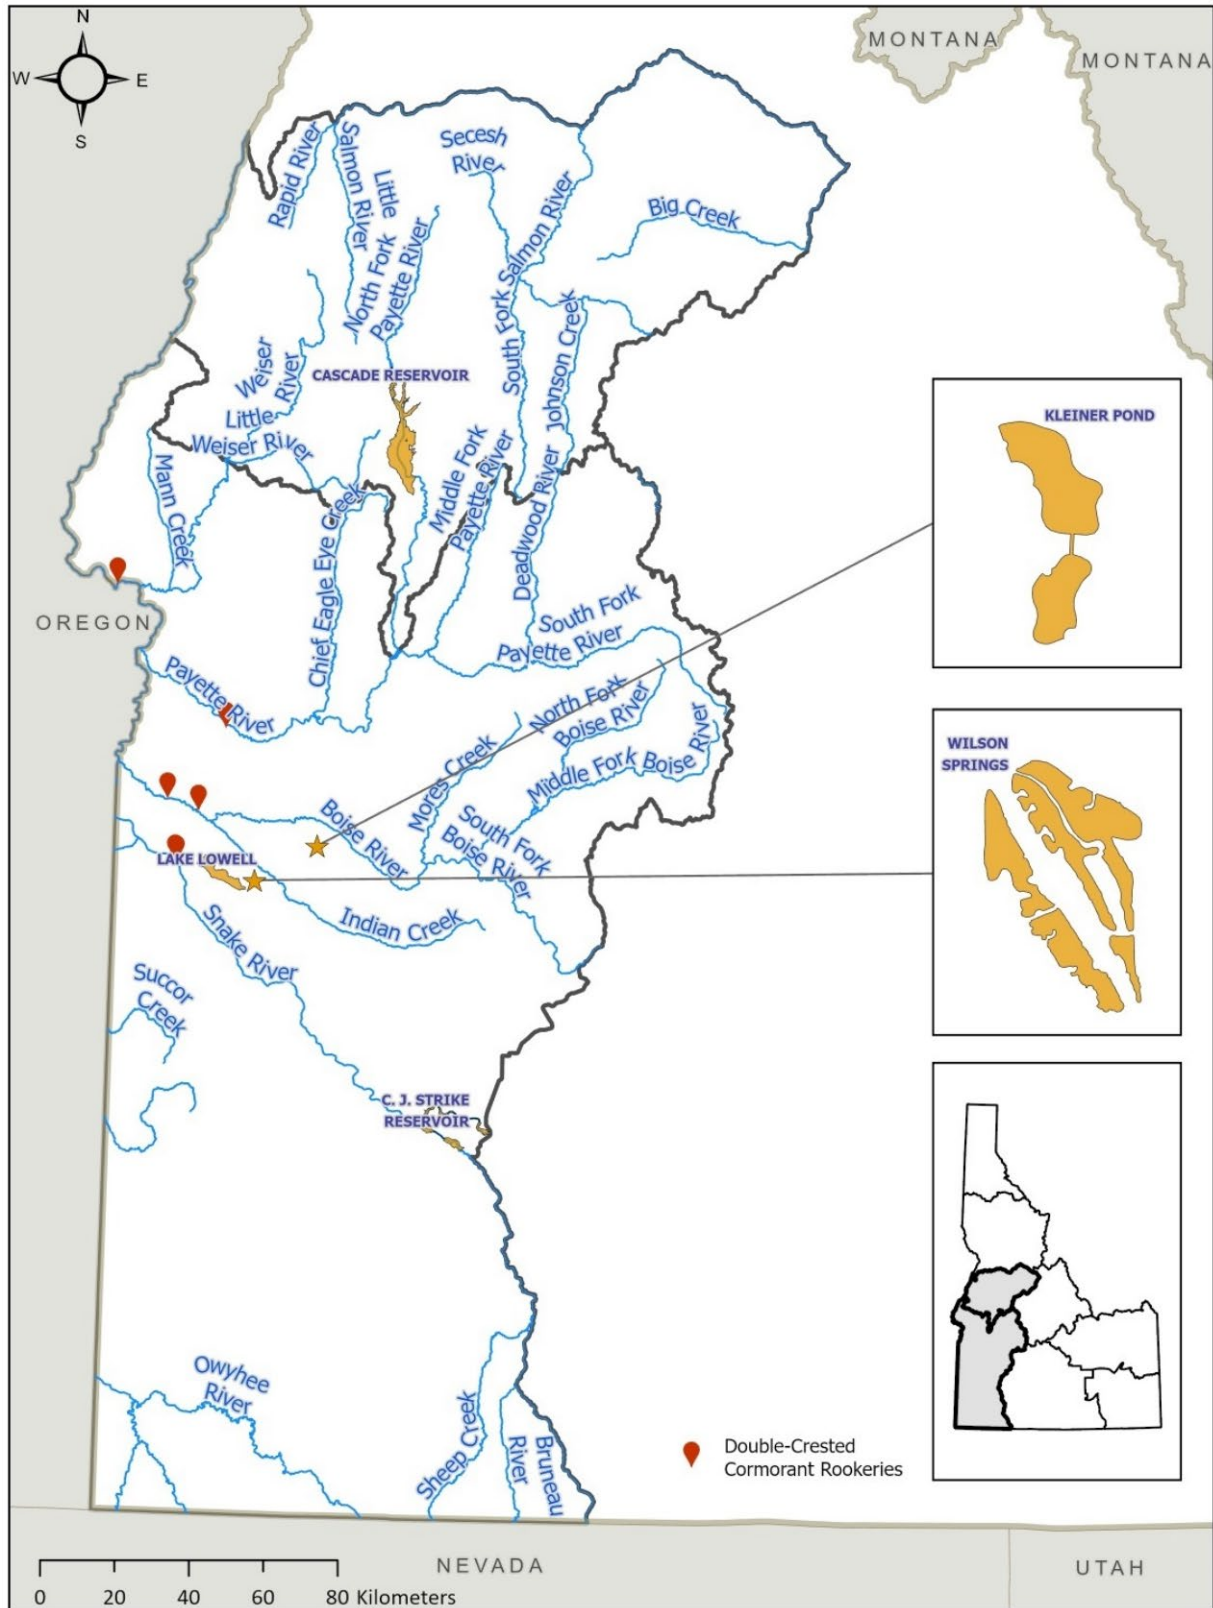 N
W
E
S
MONTANA
MONTANA
Rapid River
Salmon River
Little
Secesh
River
North Fork
Payette River
South Fork Salmon River
Big Creek
Johnson Creek
Weiser
River
CASCADE RESERVOIR
Little
Weiser River
Mann Creek
Chief Eagle Eye Creek
Middle Fork
Payette River
Deadwood River
KLEINER POND
OREGON
South Fork
Payette River
Payette River
North Fork
Boise River
Mores Creek
Middle Fork Boise River
WILSON
SPRINGS
Boise River
South Fork
Boise River
LAKE LOWELL
Indian Creek
Snake River
Succor
Creek
C. J. STRIKE
RESERVOIR
Owyhee
River
Sheep Creek
Bruneau
River
Double-Crested
Cormorant Rookeries
NEVADA
UTAH
0 20 40 60 80 Kilometers